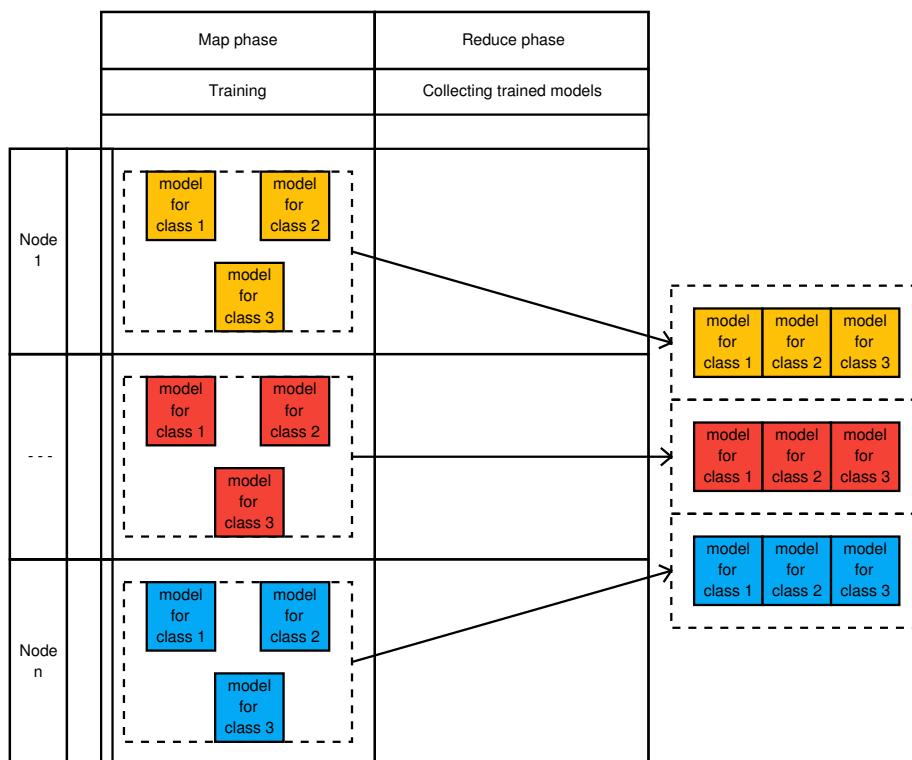 Map phase
Reduce phase
Training
Collecting trained models
Node
1
model
for
class 1
model
for
class 2
model
for
class 3
- - -
model
for
class 1
model
for
class 2
model
for
class 3
Node
n
model
for
class 1
model
for
class 2
model
for
class 3
model
for
class 1
model
for
class 2
model
for
class 3
model
for
class 1
model
for
class 2
model
for
class 3
model
for
class 1
model
for
class 2
model
for
class 3